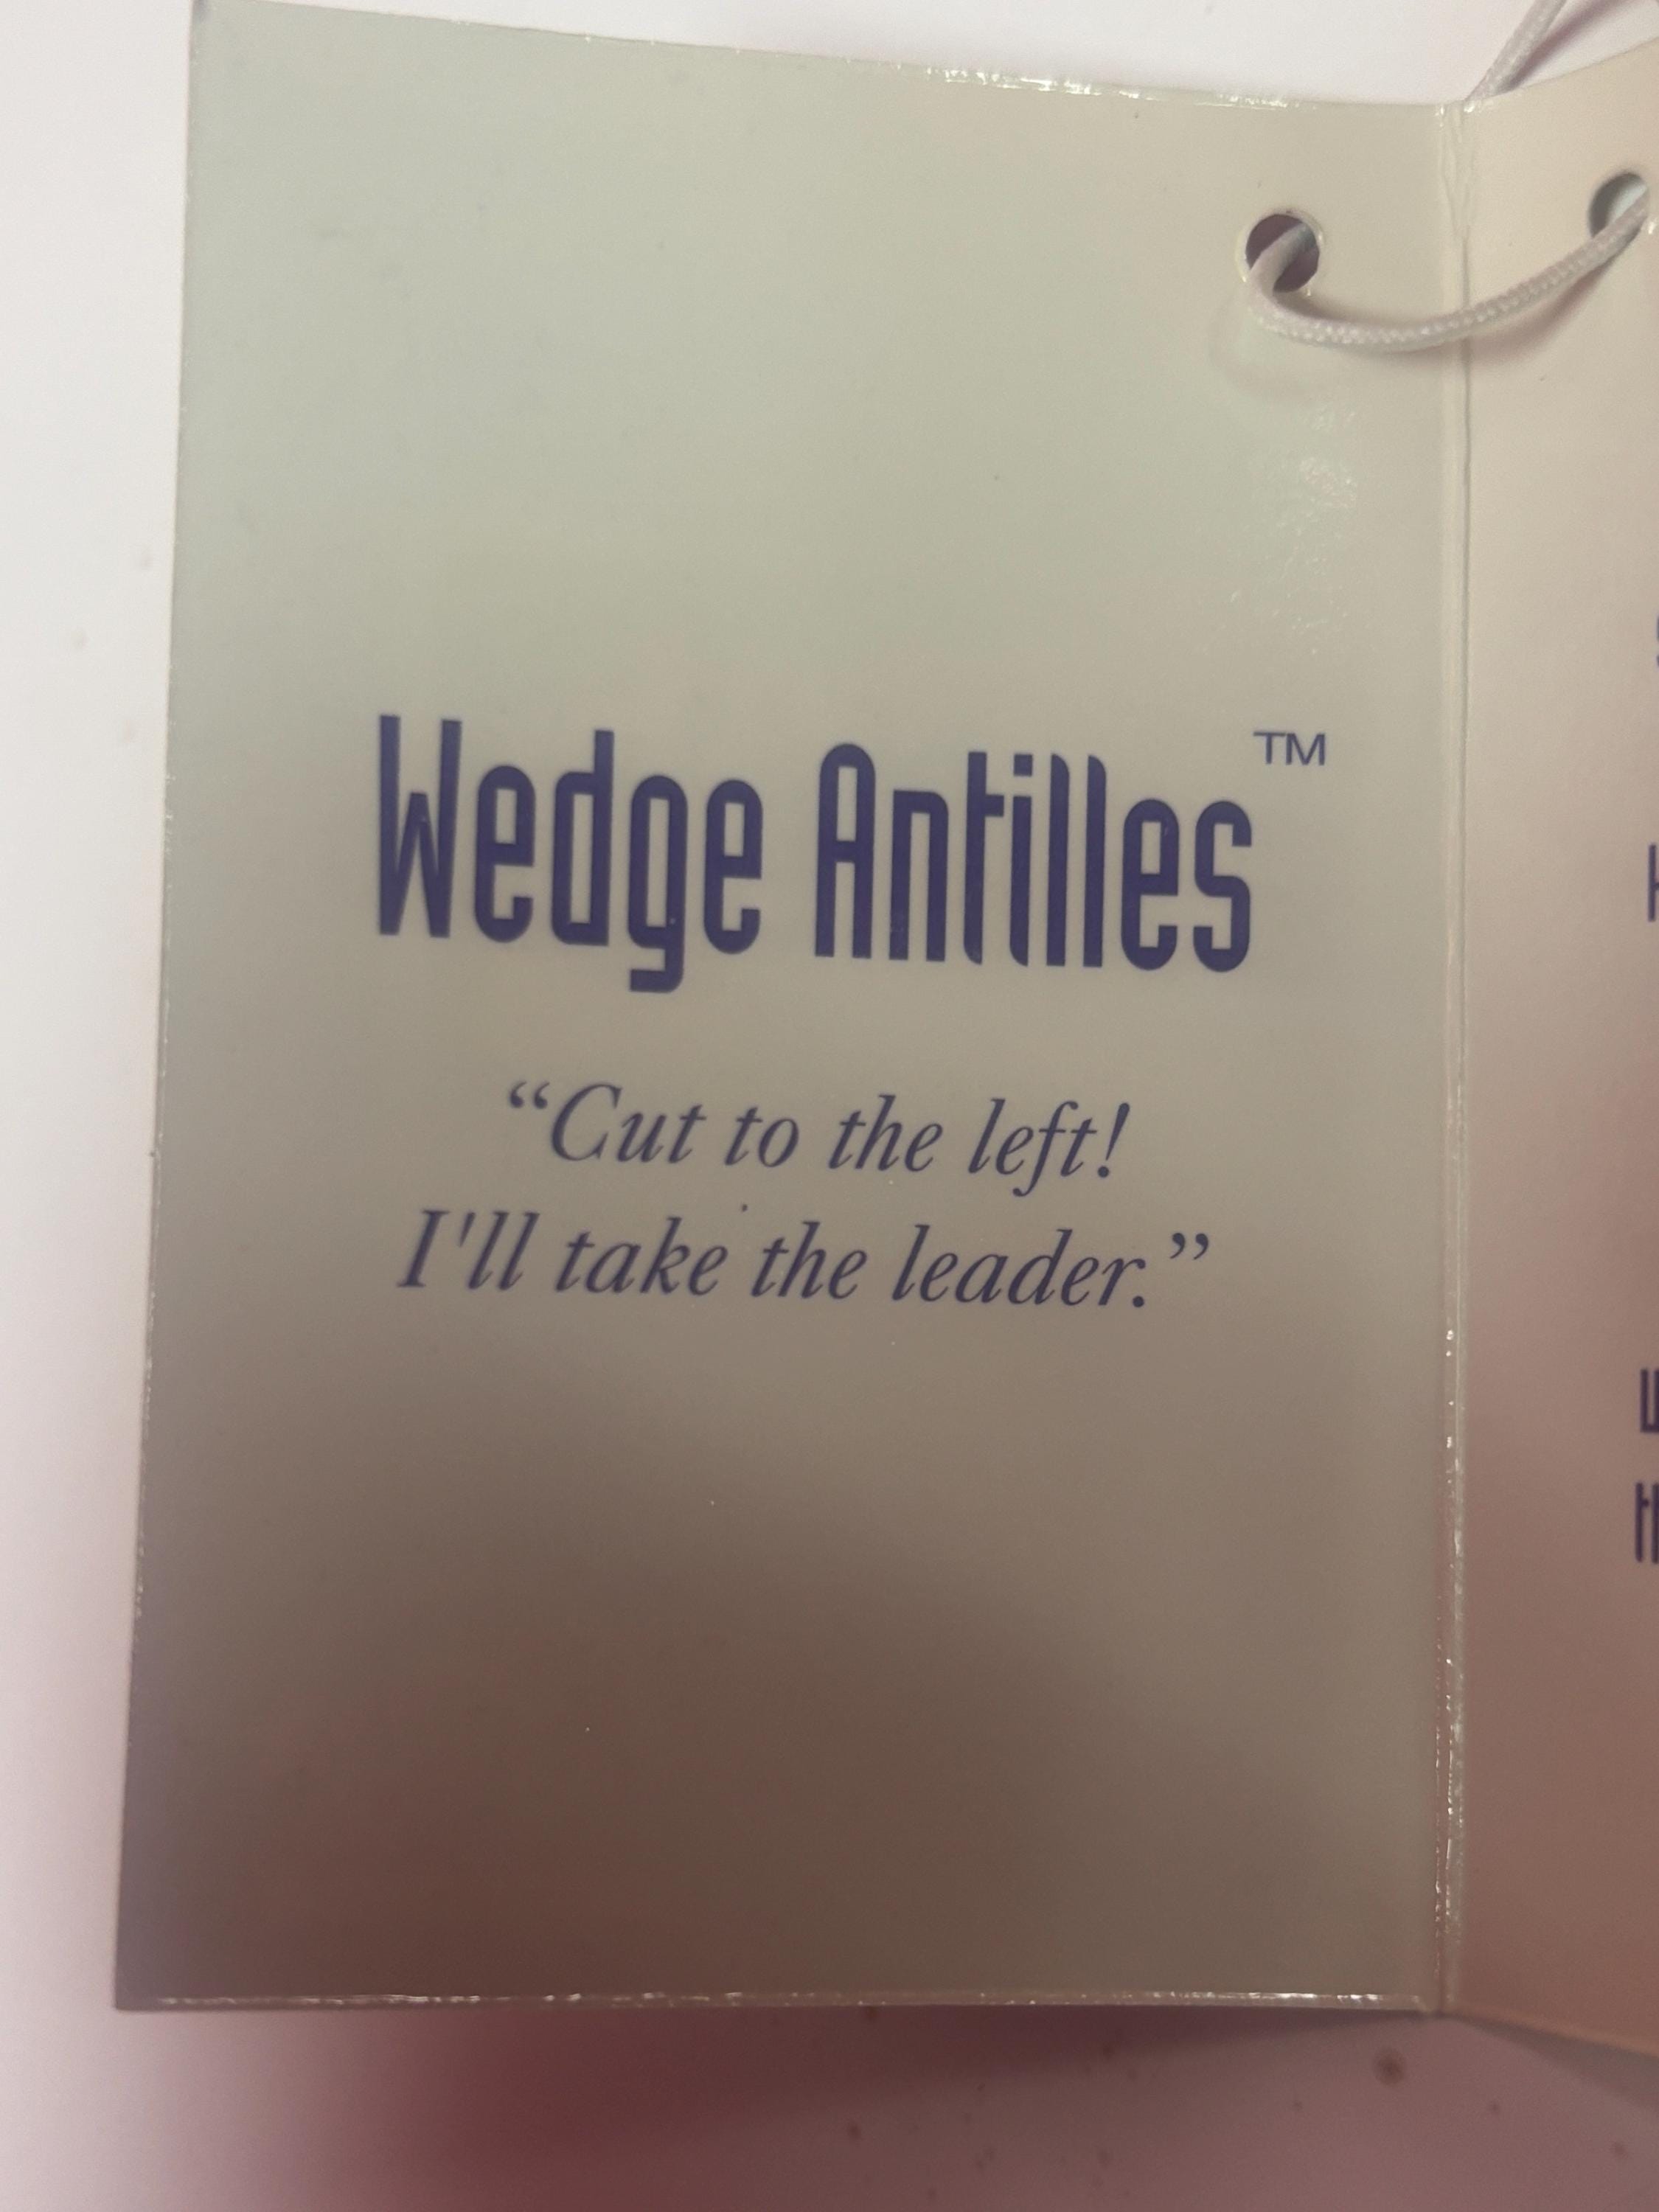 Wedge Antilles™
“Cut to the left!
I'll take the leader.”